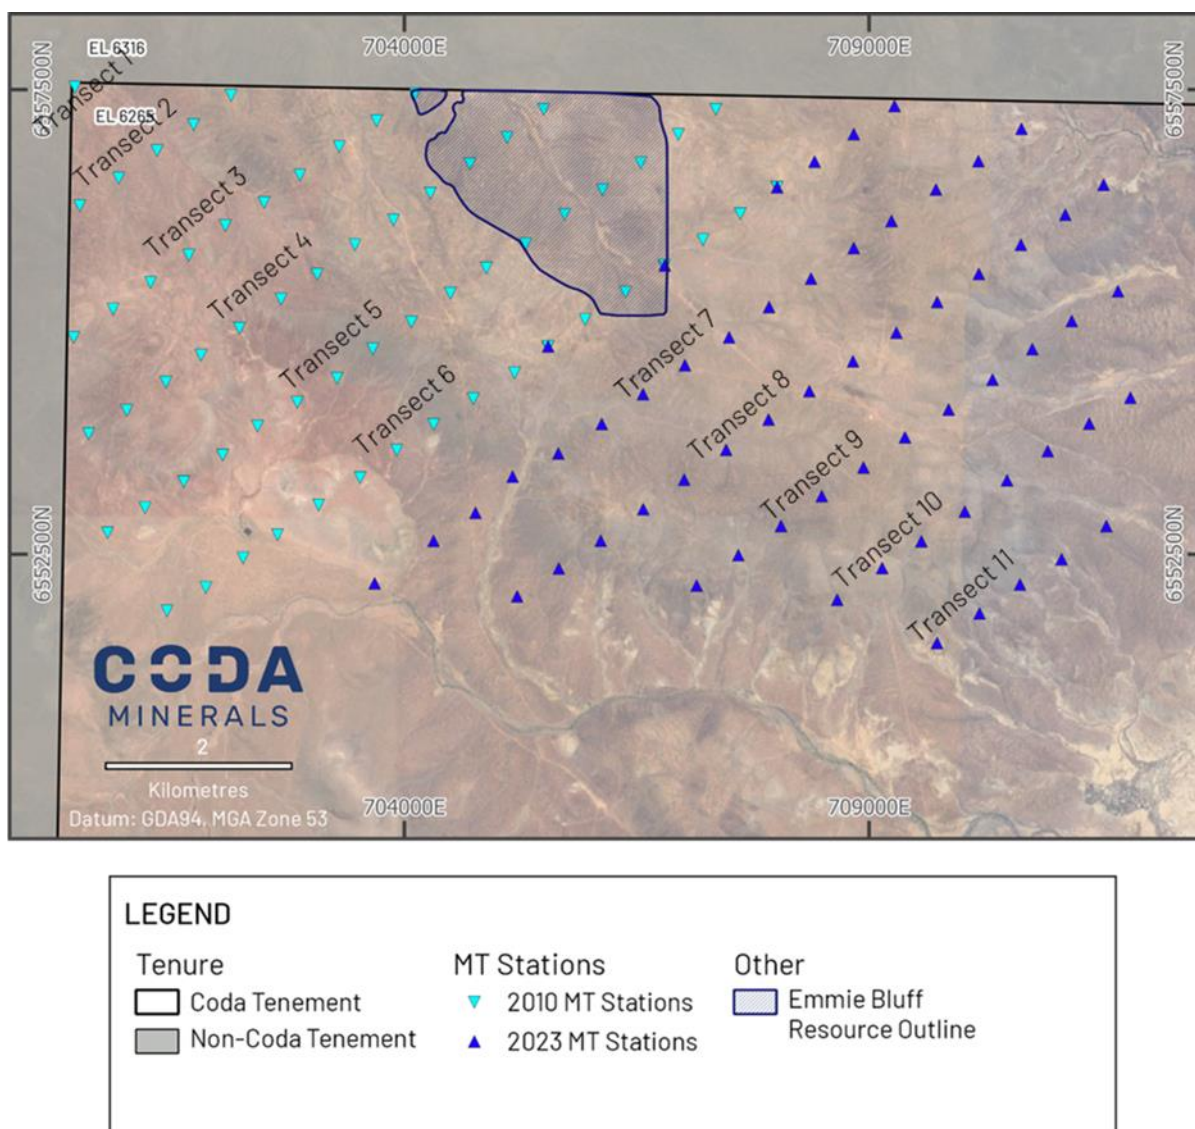 EL 6316
704000E
709000E
6557500N
6557500N
Transect 1
EL 6265
Transect 2
Transect 3
Transect 4
Transect 5
Transect 6
Transect 7
Transect 8
Transect 9
Transect 10
Transect 11
6552500N
6552500N
CODA
MINERALS
2
Kilometres
Datum: GDA94, MGA Zone 53
704000E
709000E
LEGEND
Tenure
Coda Tenement
Non-Coda Tenement
MT Stations
2010 MT Stations
2023 MT Stations
Other
Emmie Bluff
Resource Outline